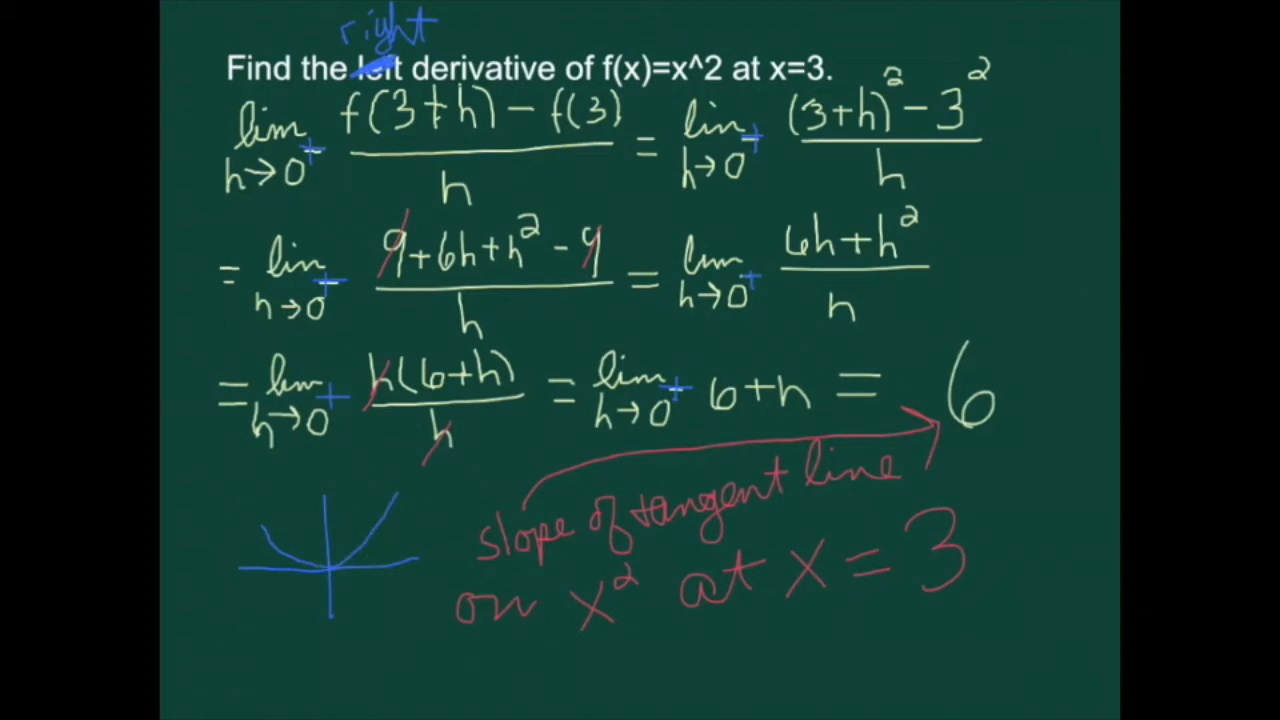 right
Find the left derivative of f(x)=x^2 at x=3.
lim h→0⁺ (f(3+h) - f(3))/h = lim h→0⁺ ((3+h)² - 3²)/h
= lim h→0⁺ (9+6h+h² - 9)/h = lim h→0⁺ (6h+h²)/h
= lim h→0⁺ h(6+h)/h = lim h→0⁺ 6+h = 6
slope of tangent line
on x² at x=3